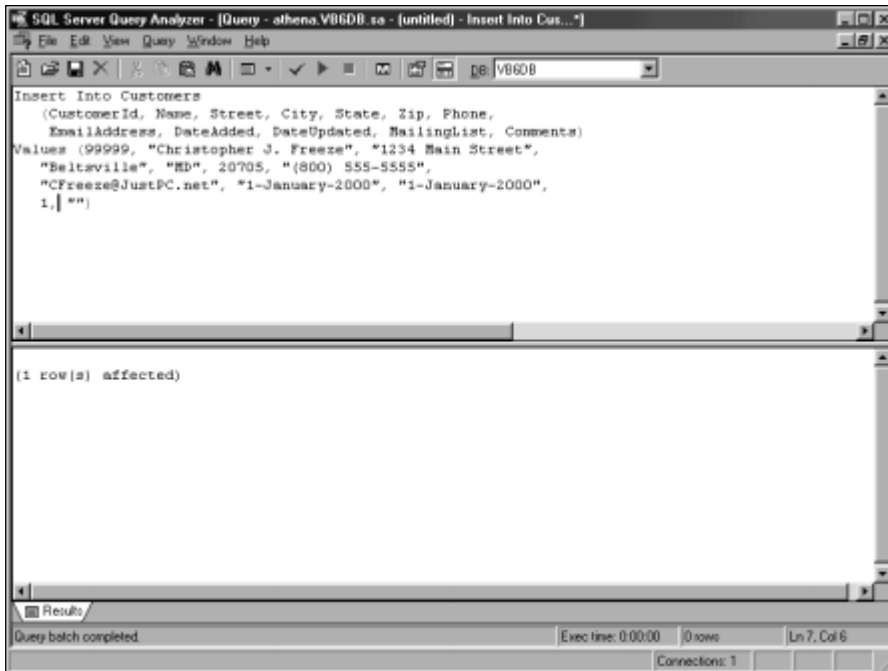 SQL Server Query Analyzer - [Query - athena.VB6DB.sa - (untitled) - Insert Into Cus...*]
File Edit View Query Window Help
DB: VB6DB
Insert Into Customers
(CustomerId, Name, Street, City, State, Zip, Phone,
EmailAddress, DateAdded, DateUpdated, MailingList, Comments)
Values (99999, "Christopher J. Freeze", "1234 Main Street",
"Beltsville", "MD", 20705, "(800) 555-5555",
"CFreeze@JustPC.net", "1-January-2000", "1-January-2000",
1, "")
(1 row(s) affected)
Results
Query batch completed. Exec time: 0:00:00 0 rows Ln 7, Col 6
Connections: 1